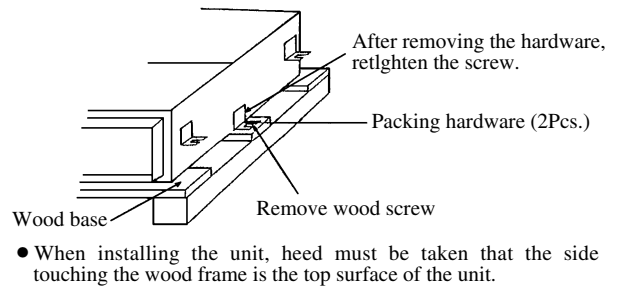 After removing the hardware,
retlghten the screw.
Packing hardware (2Pcs.)
Remove wood screw
Wood base
● When installing the unit, heed must be taken that the side
touching the wood frame is the top surface of the unit.